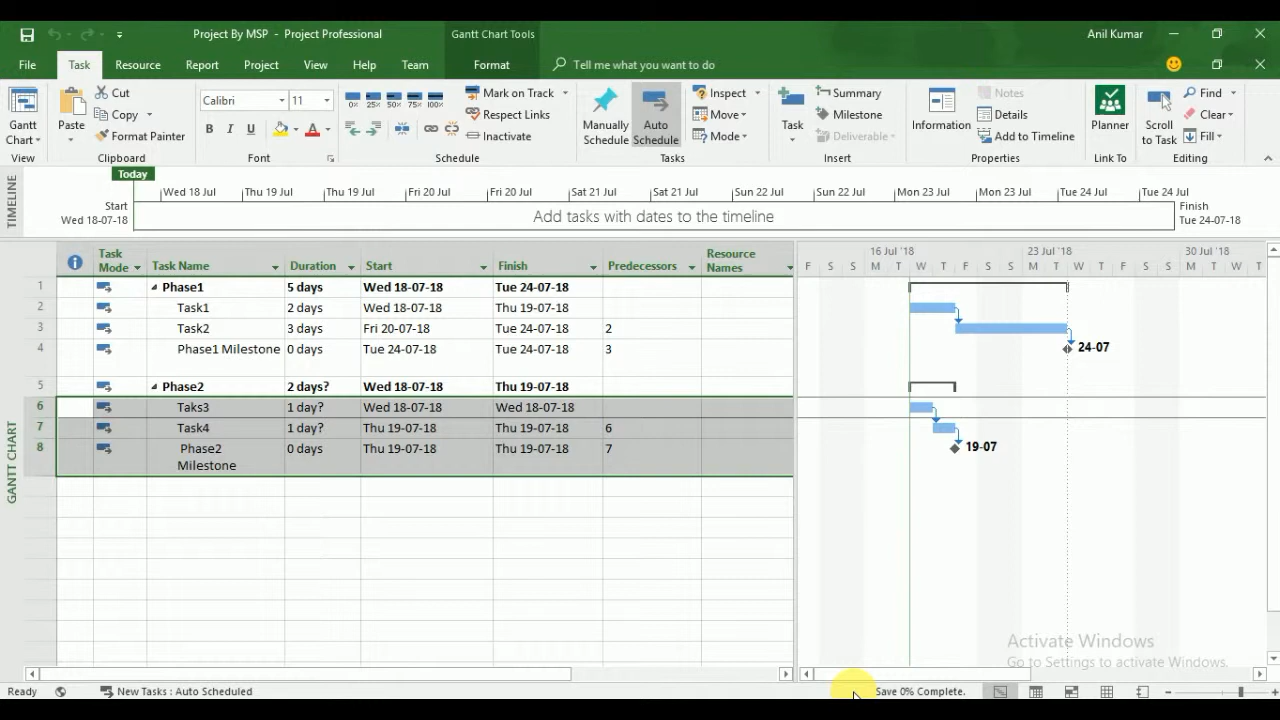 Project By MSP - Project Professional
Gantt Chart Tools
Anil Kumar
File Task Resource Report Project View Help Team Format Tell me what you want to do
Gantt Chart
View
Paste
Cut
Copy
Format Painter
Clipboard
Calibri 11
B I U A
Font
0% 25% 50% 75% 100%
Mark on Track
Respect Links
Inactivate
Schedule
Manually Schedule
Auto Schedule
Inspect
Move
Mode
Tasks
Task
Summary
Milestone
Deliverable
Insert
Information
Notes
Details
Add to Timeline
Properties
Planner
Link To
Scroll to Task
Find
Clear
Fill
Editing
TIMELINE
Today
Wed 18 Jul Thu 19 Jul Thu 19 Jul Fri 20 Jul Fri 20 Jul Sat 21 Jul Sat 21 Jul Sun 22 Jul Sun 22 Jul Mon 23 Jul Mon 23 Jul Tue 24 Jul Tue 24 Jul
Start
Wed 18-07-18
Add tasks with dates to the timeline
Finish
Tue 24-07-18
GANTT CHART
Task Mode Task Name Duration Start Finish Predecessors Resource Names
16 Jul '18 23 Jul '18 30 Jul '18
F S S M T W T F S S M T W T F S S M T W T
1 Phase1 5 days Wed 18-07-18 Tue 24-07-18
2 Task1 2 days Wed 18-07-18 Thu 19-07-18
3 Task2 3 days Fri 20-07-18 Tue 24-07-18 2
4 Phase1 Milestone 0 days Tue 24-07-18 Tue 24-07-18 3 24-07
5 Phase2 2 days? Wed 18-07-18 Thu 19-07-18
6 Taks3 1 day? Wed 18-07-18 Wed 18-07-18
7 Task4 1 day? Thu 19-07-18 Thu 19-07-18 6
8 Phase2 Milestone 0 days Thu 19-07-18 Thu 19-07-18 7 19-07
Activate Windows
Go to Settings to activate Windows.
Ready New Tasks : Auto Scheduled Save 0% Complete.